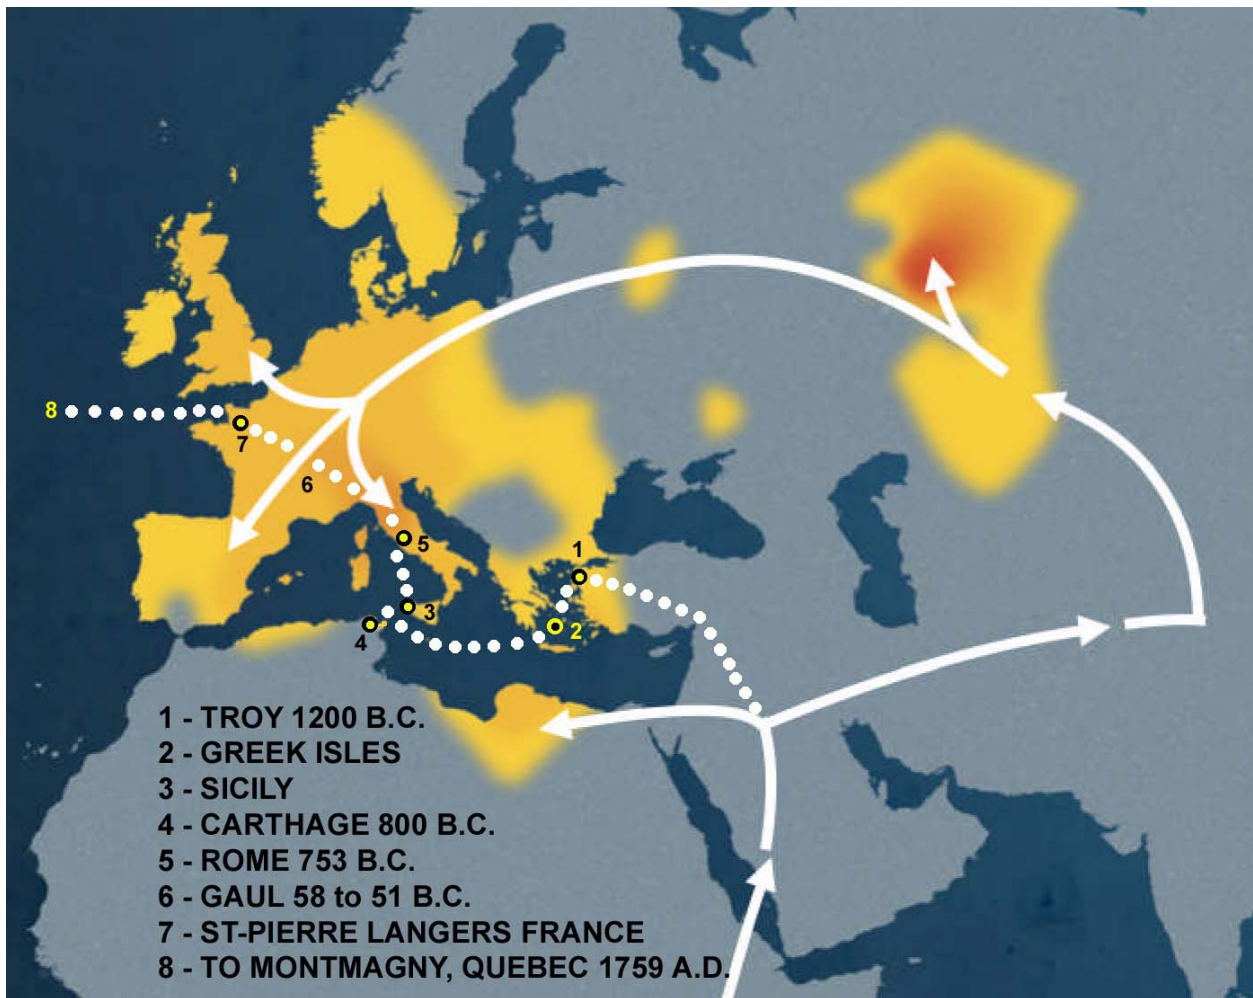 8
7
6
1
5
3
2
4
1 - TROY 1200 B.C.
2 - GREEK ISLES
3 - SICILY
4 - CARTHAGE 800 B.C.
5 - ROME 753 B.C.
6 - GAUL 58 to 51 B.C.
7 - ST-PIERRE LANGERS FRANCE
8 - TO MONTMAGNY, QUEBEC 1759 A.D.